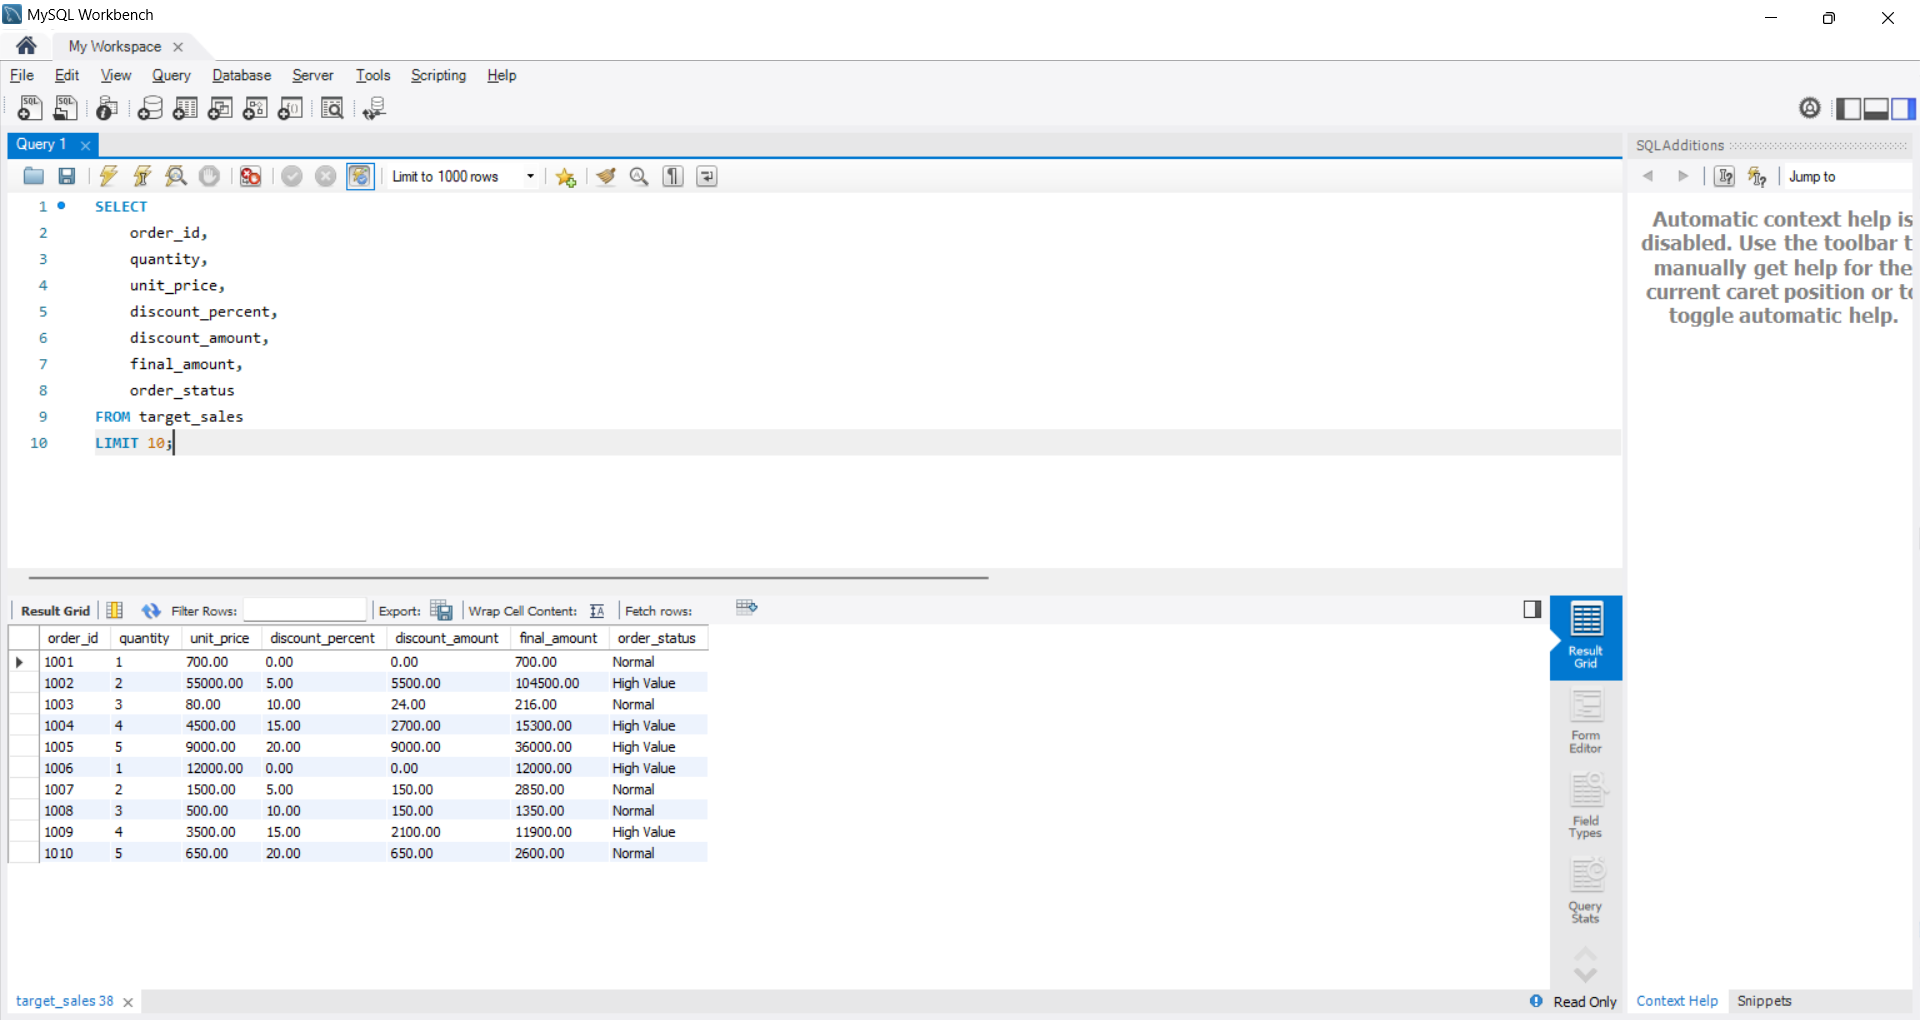 MySQL Workbench
My Workspace
File Edit View Query Database Server Tools Scripting Help
Query 1
SQLAdditions
Limit to 1000 rows
Jump to
1 SELECT
2 order_id,
3 quantity,
4 unit_price,
5 discount_percent,
6 discount_amount,
7 final_amount,
8 order_status
9 FROM target_sales
10 LIMIT 10;
Automatic context help is
disabled. Use the toolbar t
manually get help for the
current caret position or to
toggle automatic help.
Result Grid Filter Rows: Export: Wrap Cell Content: Fetch rows:
order_id quantity unit_price discount_percent discount_amount final_amount order_status
1001 1 700.00 0.00 0.00 700.00 Normal
1002 2 55000.00 5.00 5500.00 104500.00 High Value
1003 3 80.00 10.00 24.00 216.00 Normal
1004 4 4500.00 15.00 2700.00 15300.00 High Value
1005 5 9000.00 20.00 9000.00 36000.00 High Value
1006 1 12000.00 0.00 0.00 12000.00 High Value
1007 2 1500.00 5.00 150.00 2850.00 Normal
1008 3 500.00 10.00 150.00 1350.00 Normal
1009 4 3500.00 15.00 2100.00 11900.00 High Value
1010 5 650.00 20.00 650.00 2600.00 Normal
Result
Grid
Form
Editor
Field
Types
Query
Stats
target_sales 38
Read Only
Context Help Snippets